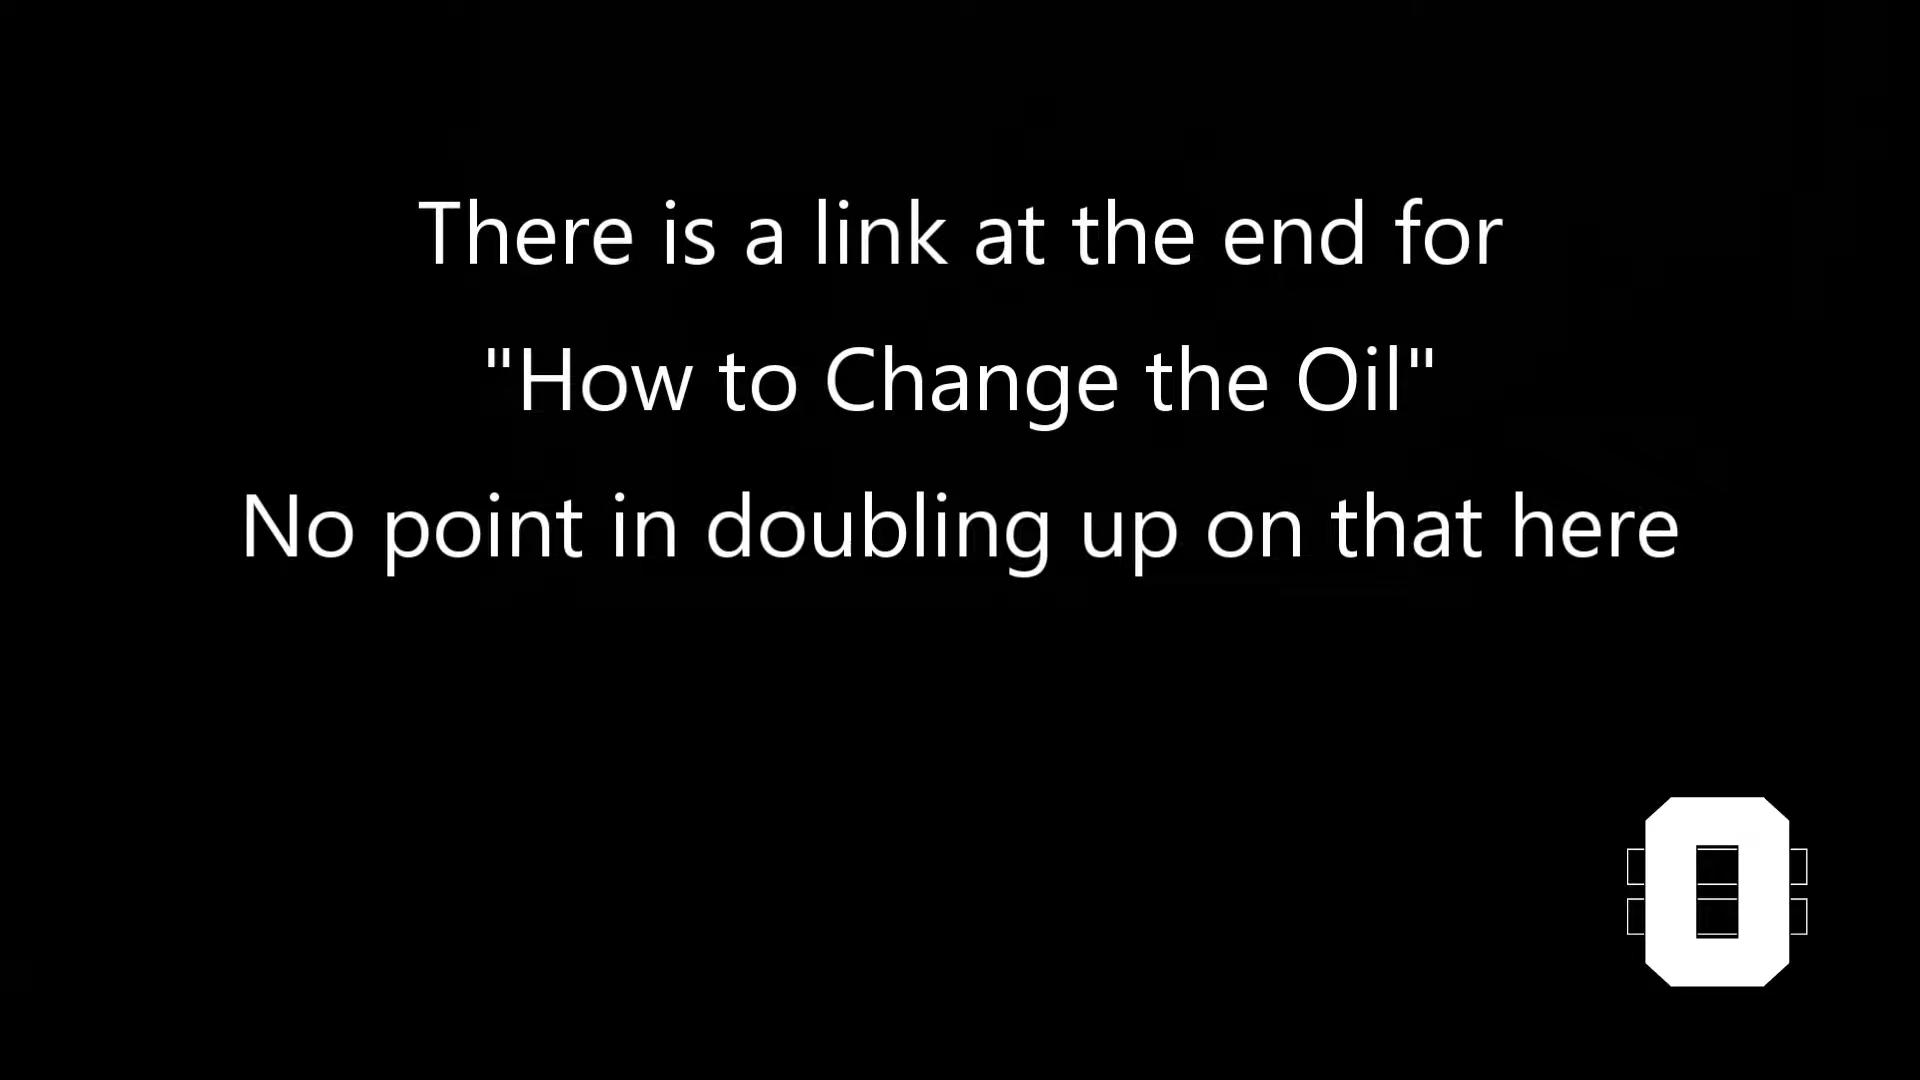 There is a link at the end for
"How to Change the Oil"
No point in doubling up on that here
O